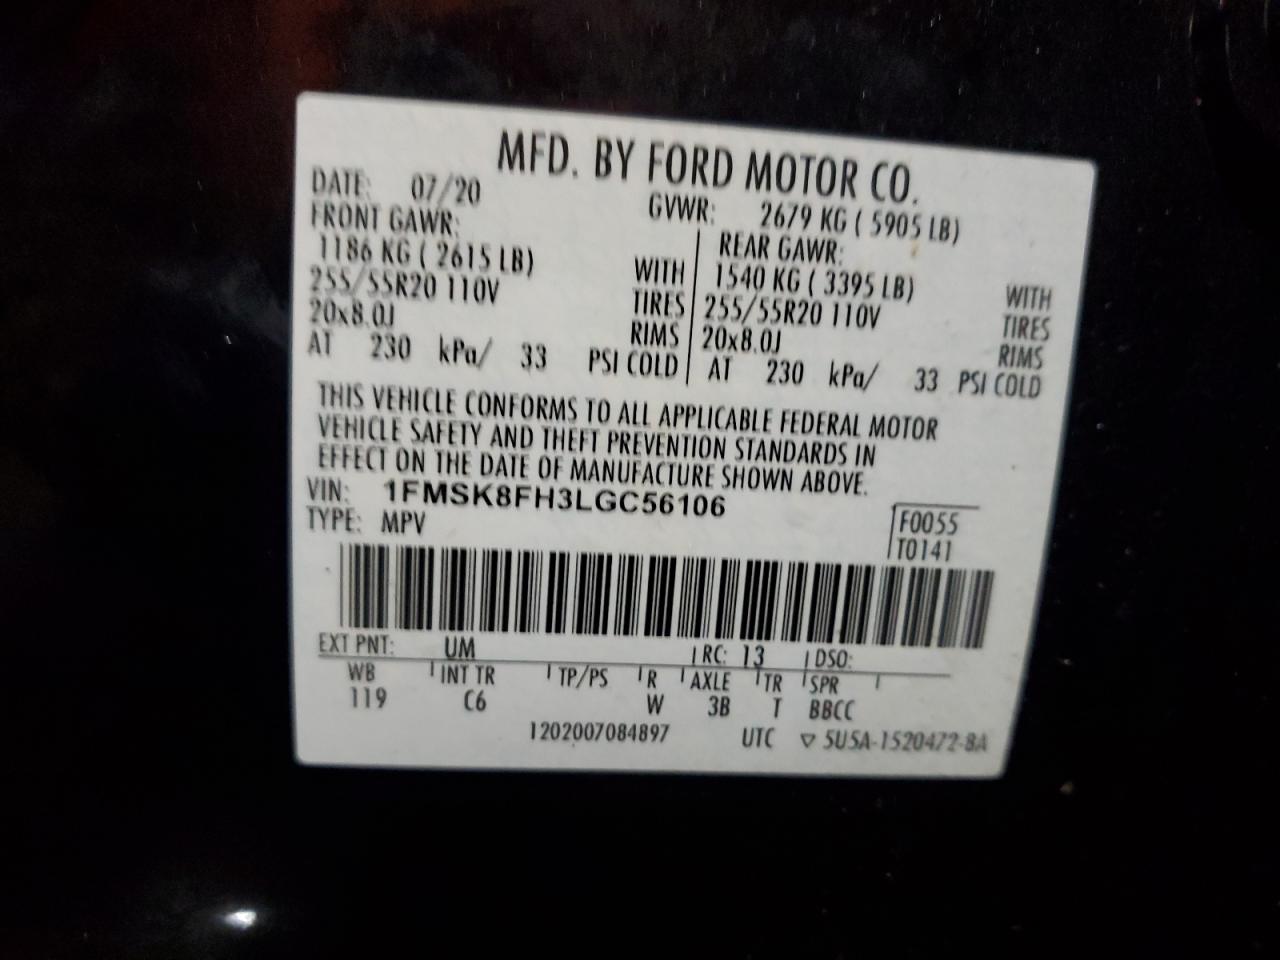 MFD. BY FORD MOTOR CO.
DATE: 07/20 GVWR: 2679 KG ( 5905 LB)
FRONT GAWR: REAR GAWR:
1186 KG ( 2615 LB) WITH 1540 KG ( 3395 LB) WITH
255/55R20 110V TIRES 255/55R20 110V TIRES
20x8.0J RIMS 20x8.0J RIMS
AT 230 kPa/ 33 PSI COLD AT 230 kPa/ 33 PSI COLD
THIS VEHICLE CONFORMS TO ALL APPLICABLE FEDERAL MOTOR
VEHICLE SAFETY AND THEFT PREVENTION STANDARDS IN
EFFECT ON THE DATE OF MANUFACTURE SHOWN ABOVE.
VIN: 1FMSK8FH3LGC56106
TYPE: MPV
F0055
T0141
EXT PNT: UM RC: 13 DSO:
WB INT TR TP/PS R AXLE TR SPR
119 C6 W 3B T BBCC
1202007084897 UTC ▽ 5U5A-1520472-8A